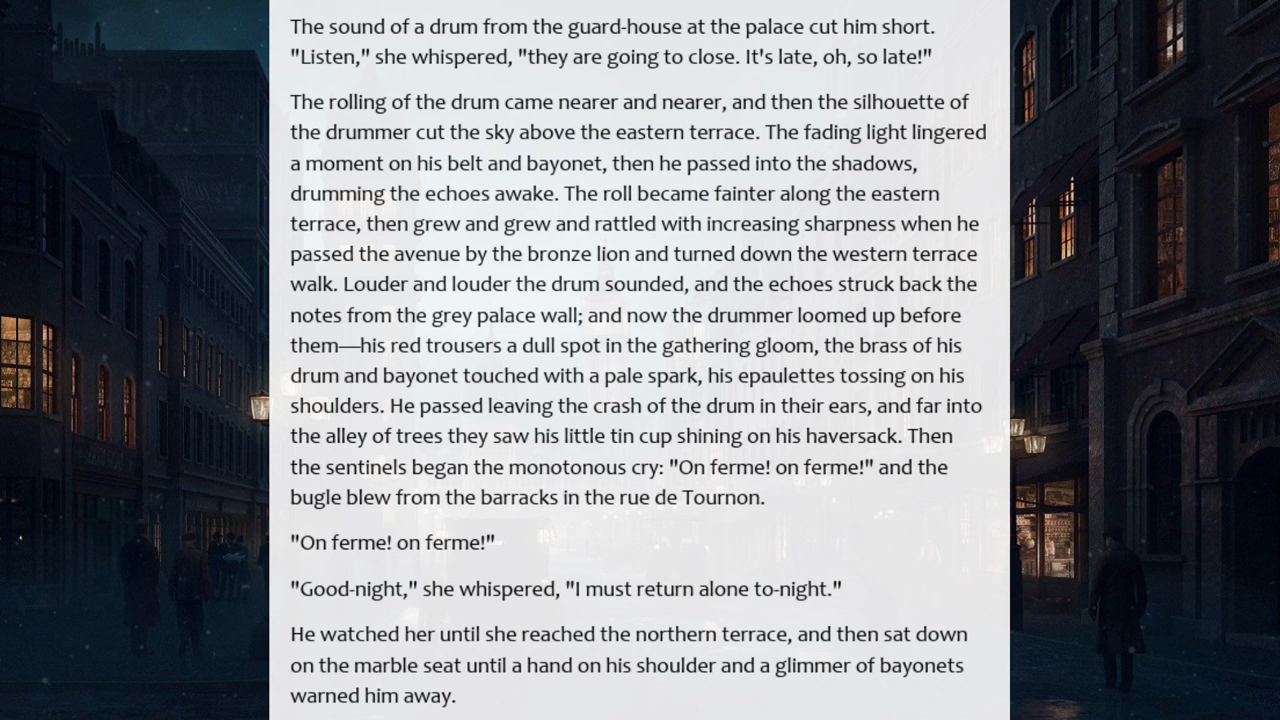 The sound of a drum from the guard-house at the palace cut him short.
"Listen," she whispered, "they are going to close. It's late, oh, so late!"
The rolling of the drum came nearer and nearer, and then the silhouette of
the drummer cut the sky above the eastern terrace. The fading light lingered
a moment on his belt and bayonet, then he passed into the shadows,
drumming the echoes awake. The roll became fainter along the eastern
terrace, then grew and grew and rattled with increasing sharpness when he
passed the avenue by the bronze lion and turned down the western terrace
walk. Louder and louder the drum sounded, and the echoes struck back the
notes from the grey palace wall; and now the drummer loomed up before
them—his red trousers a dull spot in the gathering gloom, the brass of his
drum and bayonet touched with a pale spark, his epaulettes tossing on his
shoulders. He passed leaving the crash of the drum in their ears, and far into
the alley of trees they saw his little tin cup shining on his haversack. Then
the sentinels began the monotonous cry: "On ferme! on ferme!" and the
bugle blew from the barracks in the rue de Tournon.
"On ferme! on ferme!"
"Good-night," she whispered, "I must return alone to-night."
He watched her until she reached the northern terrace, and then sat down
on the marble seat until a hand on his shoulder and a glimmer of bayonets
warned him away.